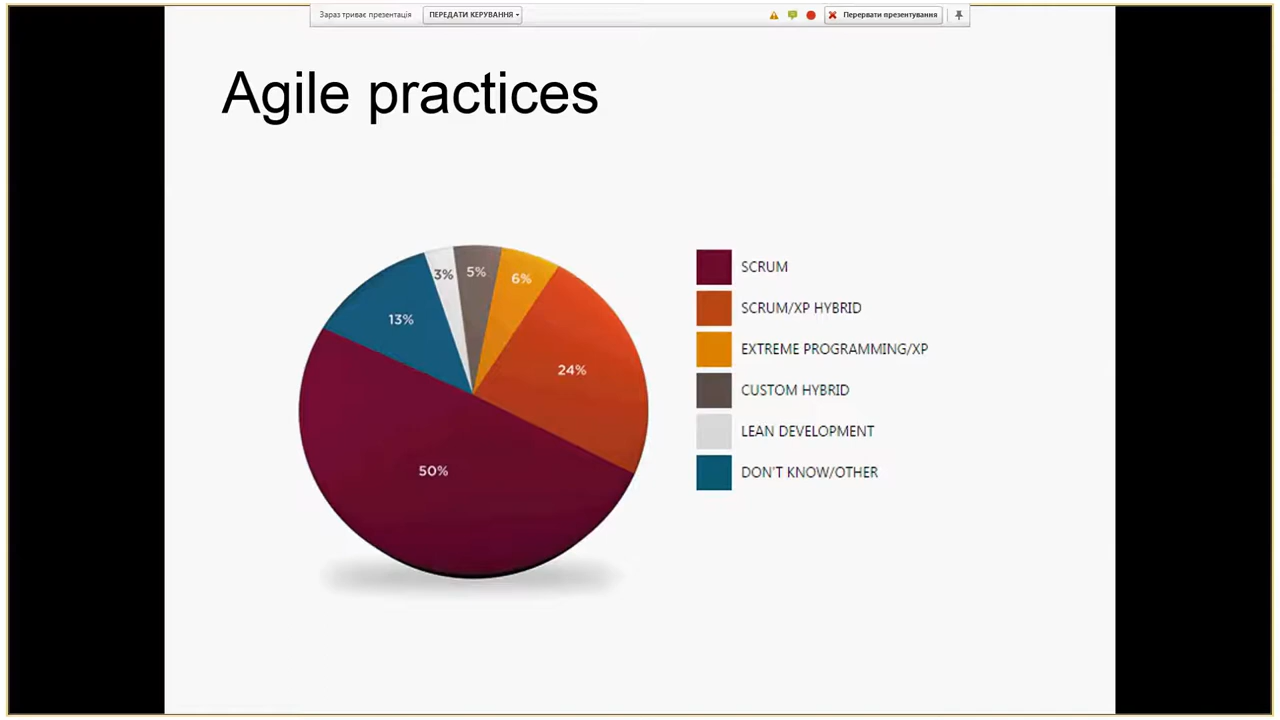 Зараз триває презентація ПЕРЕДАТИ КЕРУВАННЯ Перервати презентування
Agile practices
3% 5% 6%
13%
24%
50%
SCRUM
SCRUM/XP HYBRID
EXTREME PROGRAMMING/XP
CUSTOM HYBRID
LEAN DEVELOPMENT
DON'T KNOW/OTHER